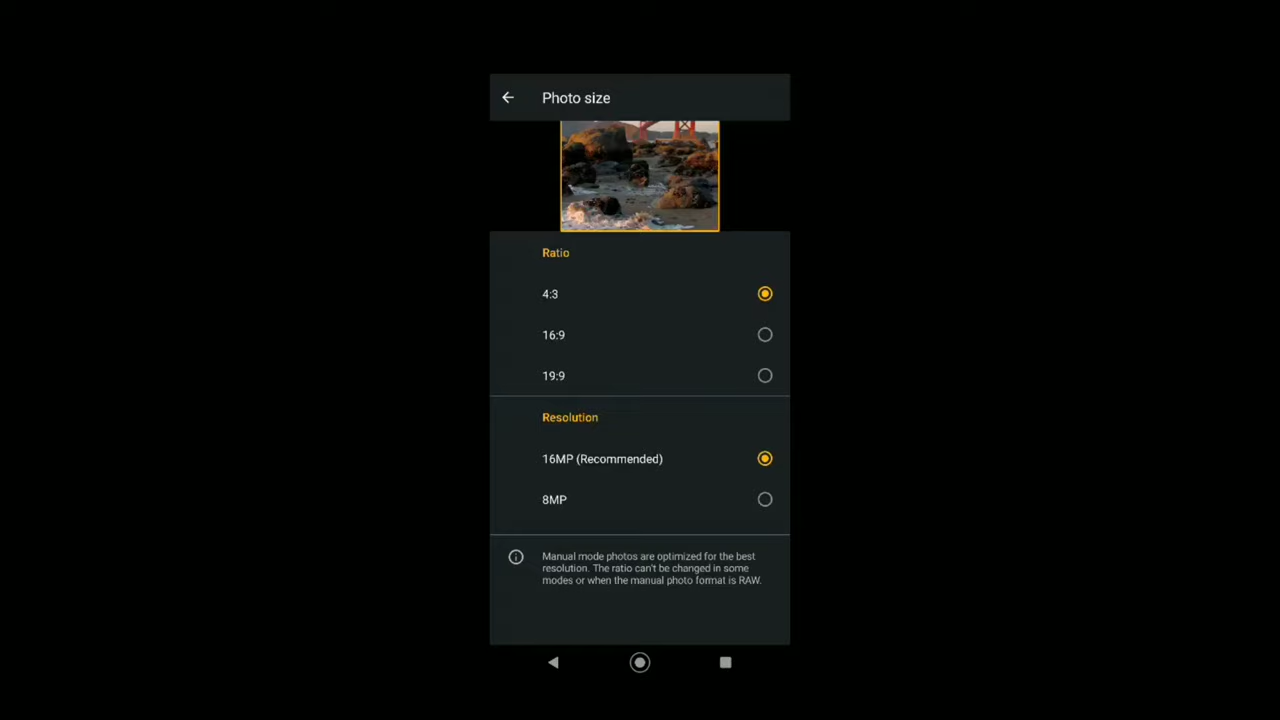 Photo size
Ratio
4:3
16:9
19:9
Resolution
16MP (Recommended)
8MP
Manual mode photos are optimized for the best
resolution. The ratio can't be changed in some
modes or when the manual photo format is RAW.